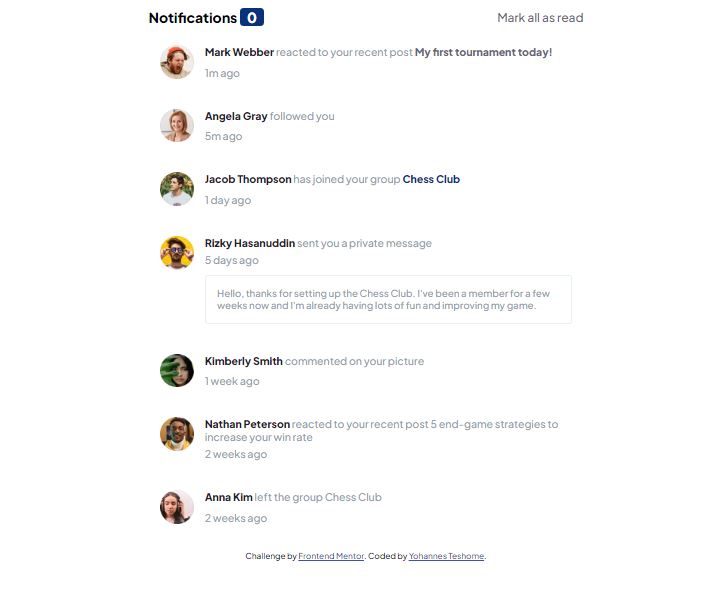 Notifications 0 Mark all as read
Mark Webber reacted to your recent post My first tournament today!
1m ago
Angela Gray followed you
5m ago
Jacob Thompson has joined your group Chess Club
1 day ago
Rizky Hasanuddin sent you a private message
5 days ago
Hello, thanks for setting up the Chess Club. I've been a member for a few
weeks now and I'm already having lots of fun and improving my game.
Kimberly Smith commented on your picture
1 week ago
Nathan Peterson reacted to your recent post 5 end-game strategies to
increase your win rate
2 weeks ago
Anna Kim left the group Chess Club
2 weeks ago
Challenge by Frontend Mentor. Coded by Yohannes Teshome.